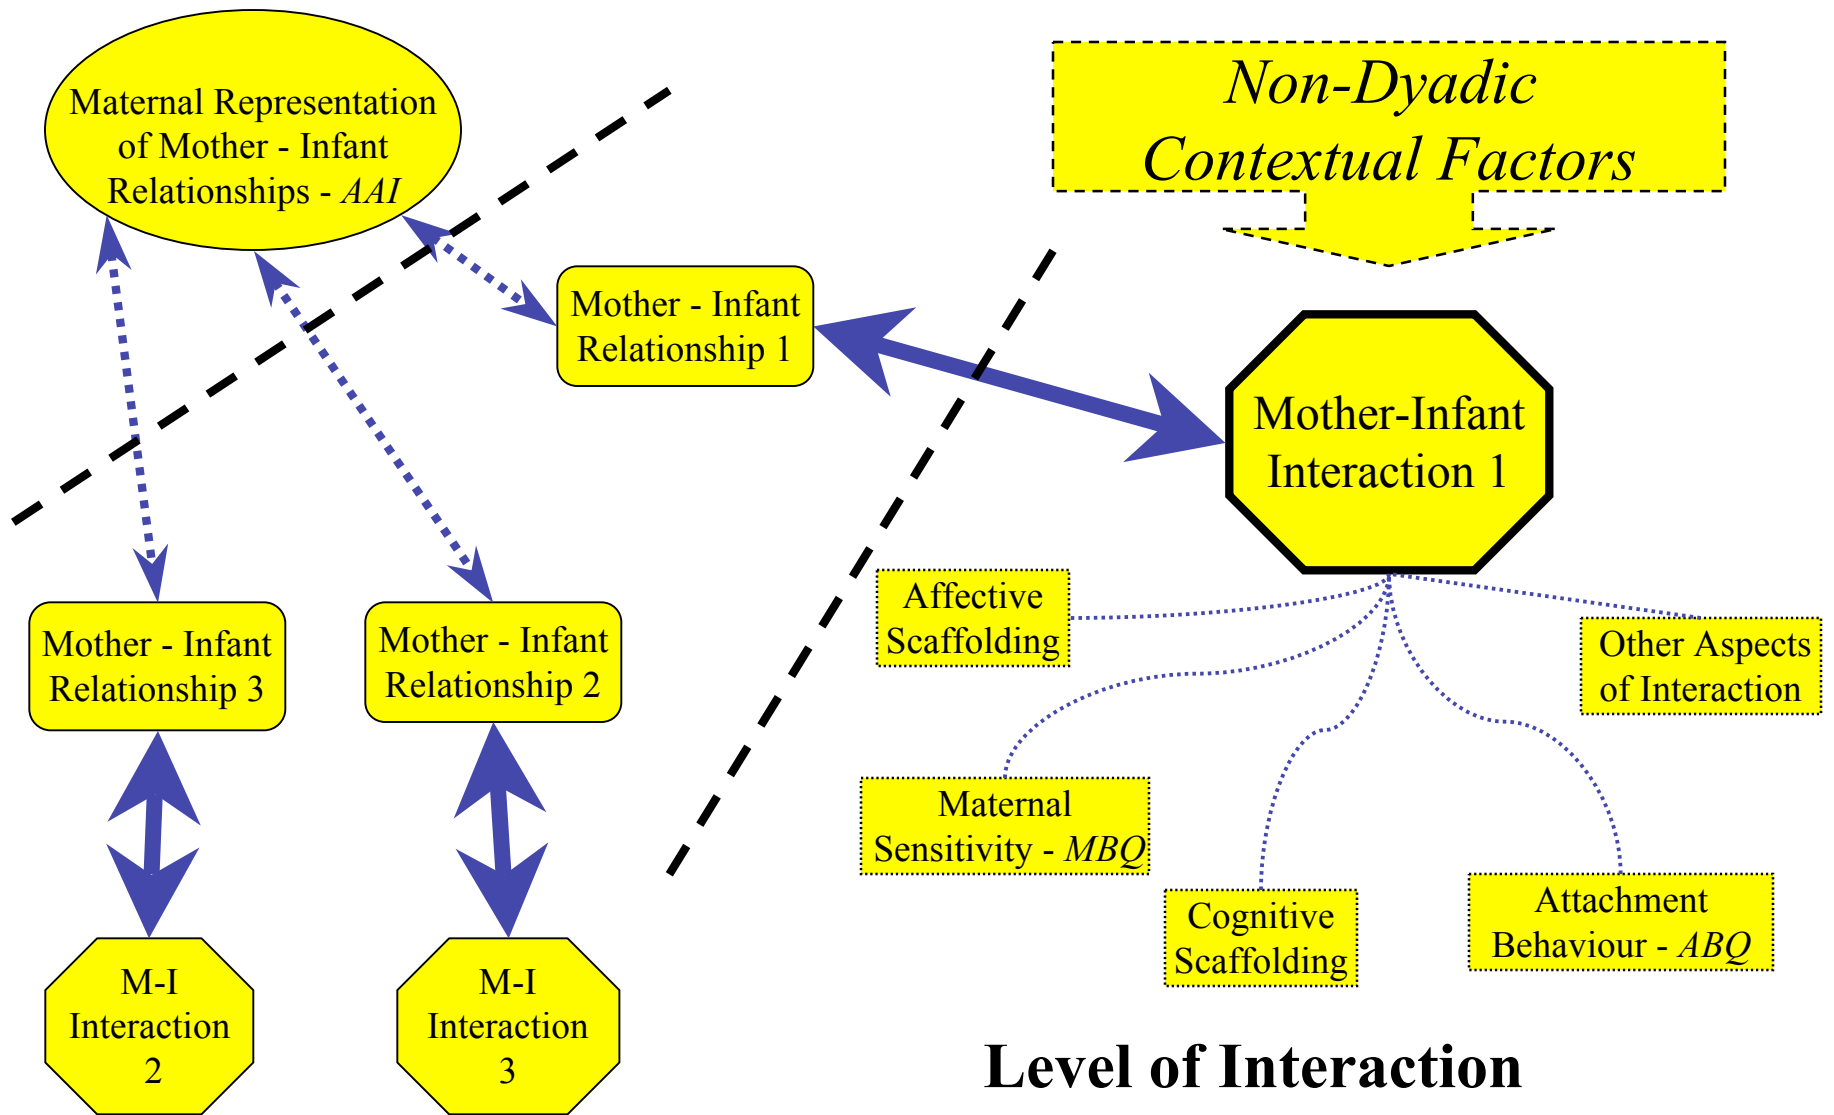 Maternal Representation
of Mother - Infant
Relationships - AAI
Non-Dyadic
Contextual Factors
Mother - Infant
Relationship 1
Mother-Infant
Interaction 1
Mother - Infant
Relationship 3
Mother - Infant
Relationship 2
Affective
Scaffolding
Other Aspects
of Interaction
Maternal
Sensitivity - MBQ
Cognitive
Scaffolding
Attachment
Behaviour - ABQ
M-I
Interaction
2
M-I
Interaction
3
Level of Interaction